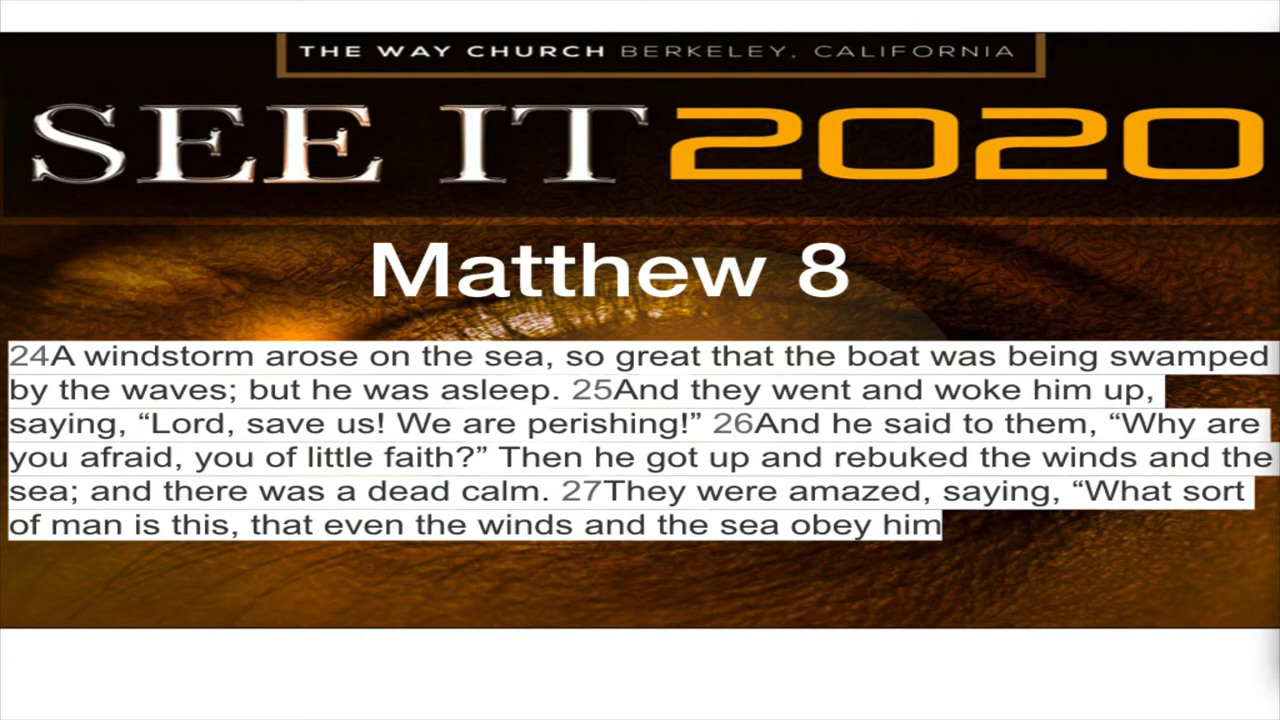 THE WAY CHURCH BERKELEY, CALIFORNIA
SEE IT 2020
Matthew 8
24A windstorm arose on the sea, so great that the boat was being swamped
by the waves; but he was asleep. 25And they went and woke him up,
saying, “Lord, save us! We are perishing!” 26And he said to them, “Why are
you afraid, you of little faith?” Then he got up and rebuked the winds and the
sea; and there was a dead calm. 27They were amazed, saying, “What sort
of man is this, that even the winds and the sea obey him